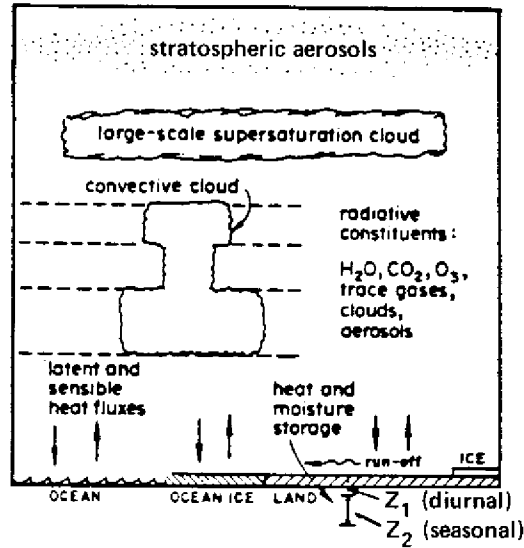 stratospheric aerosols
large-scale supersaturation cloud
convective cloud
radiative
constituents:
H₂O, CO₂, O₃,
trace gases,
clouds,
aerosols
latent and
sensible
heat fluxes
heat and
moisture
storage
run-off
ICE
OCEAN
OCEAN ICE
LAND
Z₁ (diurnal)
Z₂ (seasonal)